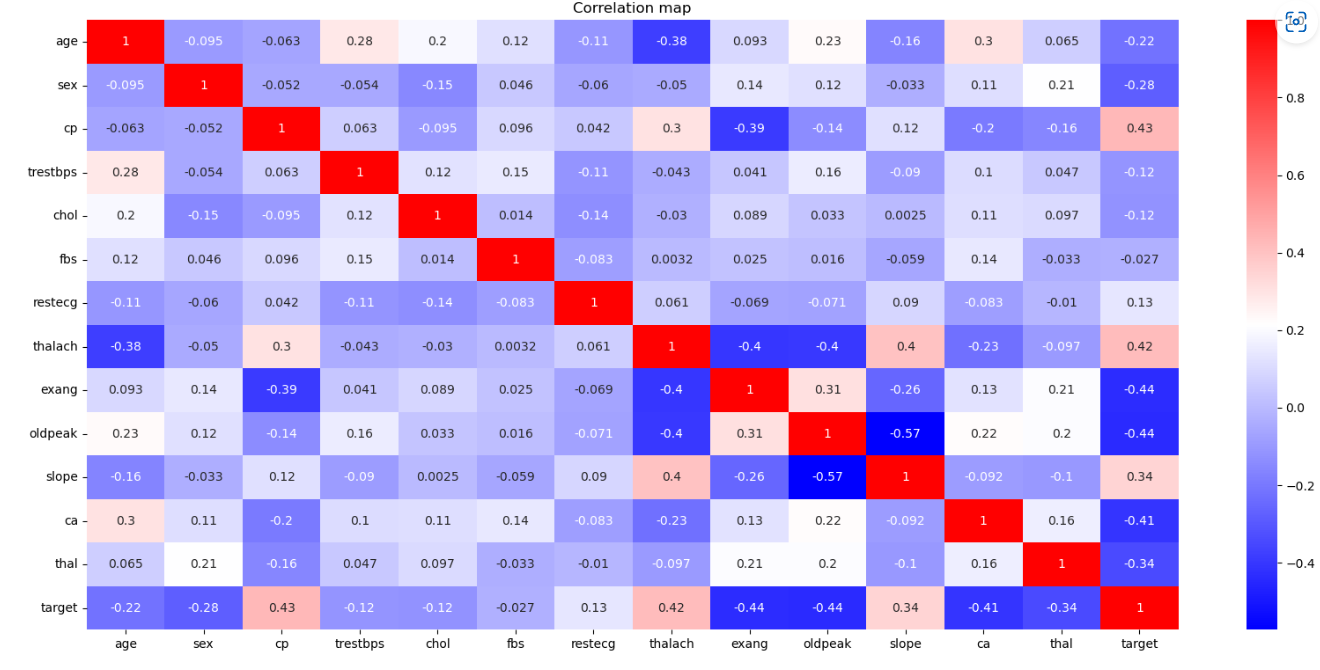 Correlation map
age 1 -0.095 -0.063 0.28 0.2 0.12 -0.11 -0.38 0.093 0.23 -0.16 0.3 0.065 -0.22
sex -0.095 1 -0.052 -0.054 -0.15 0.046 -0.06 -0.05 0.14 0.12 -0.033 0.11 0.21 -0.28
cp -0.063 -0.052 1 0.063 -0.095 0.096 0.042 0.3 -0.39 -0.14 0.12 -0.2 -0.16 0.43
trestbps 0.28 -0.054 0.063 1 0.12 0.15 -0.11 -0.043 0.041 0.16 -0.09 0.1 0.047 -0.12
chol 0.2 -0.15 -0.095 0.12 1 0.014 -0.14 -0.03 0.089 0.033 0.0025 0.11 0.097 -0.12
fbs 0.12 0.046 0.096 0.15 0.014 1 -0.083 0.0032 0.025 0.016 -0.059 0.14 -0.033 -0.027
restecg -0.11 -0.06 0.042 -0.11 -0.14 -0.083 1 0.061 -0.069 -0.071 0.09 -0.083 -0.01 0.13
thalach -0.38 -0.05 0.3 -0.043 -0.03 0.0032 0.061 1 -0.4 -0.4 0.4 -0.23 -0.097 0.42
exang 0.093 0.14 -0.39 0.041 0.089 0.025 -0.069 -0.4 1 0.31 -0.26 0.13 0.21 -0.44
oldpeak 0.23 0.12 -0.14 0.16 0.033 0.016 -0.071 -0.4 0.31 1 -0.57 0.22 0.2 -0.44
slope -0.16 -0.033 0.12 -0.09 0.0025 -0.059 0.09 0.4 -0.26 -0.57 1 -0.092 -0.1 0.34
ca 0.3 0.11 -0.2 0.1 0.11 0.14 -0.083 -0.23 0.13 0.22 -0.092 1 0.16 -0.41
thal 0.065 0.21 -0.16 0.047 0.097 -0.033 -0.01 -0.097 0.21 0.2 -0.1 0.16 1 -0.34
target -0.22 -0.28 0.43 -0.12 -0.12 -0.027 0.13 0.42 -0.44 -0.44 0.34 -0.41 -0.34 1
age sex cp trestbps chol fbs restecg thalach exang oldpeak slope ca thal target
0.8
0.6
0.4
0.2
0.0
−0.2
−0.4